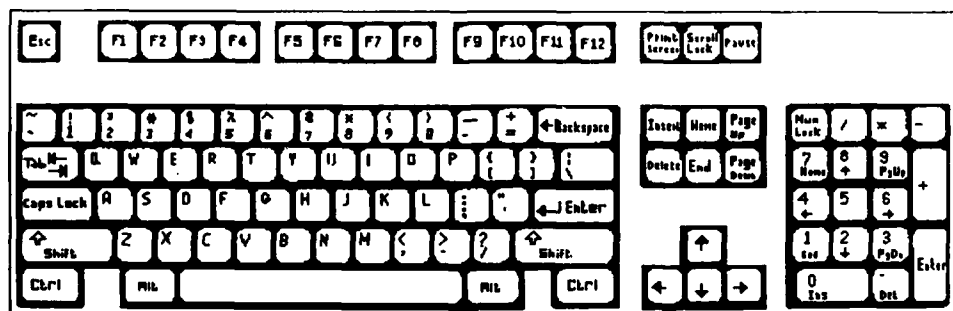 Esc F1 F2 F3 F4 F5 F6 F7 F8 F9 F10 F11 F12 Print Screen Scroll Lock Pause
~ ! @ # $ % ^ & * ( ) — + ←Backspace Insert Home Page Up Num Lock / * -
` 1 2 3 4 5 6 7 8 9 0 - =
Tab Q W E R T Y U I O P { } | Delete End Page Down 7 Home 8 ↑ 9 PgUp +
[ ] \
Caps Lock A S D F G H J K L : " ↵ Enter 4 ← 5 6 →
; '
⇧ Shift Z X C V B N M < > ? ⇧ Shift ↑ 1 End 2 ↓ 3 PgDn Enter
, . /
Ctrl Alt Alt Ctrl ← ↓ → 0 Ins . Del